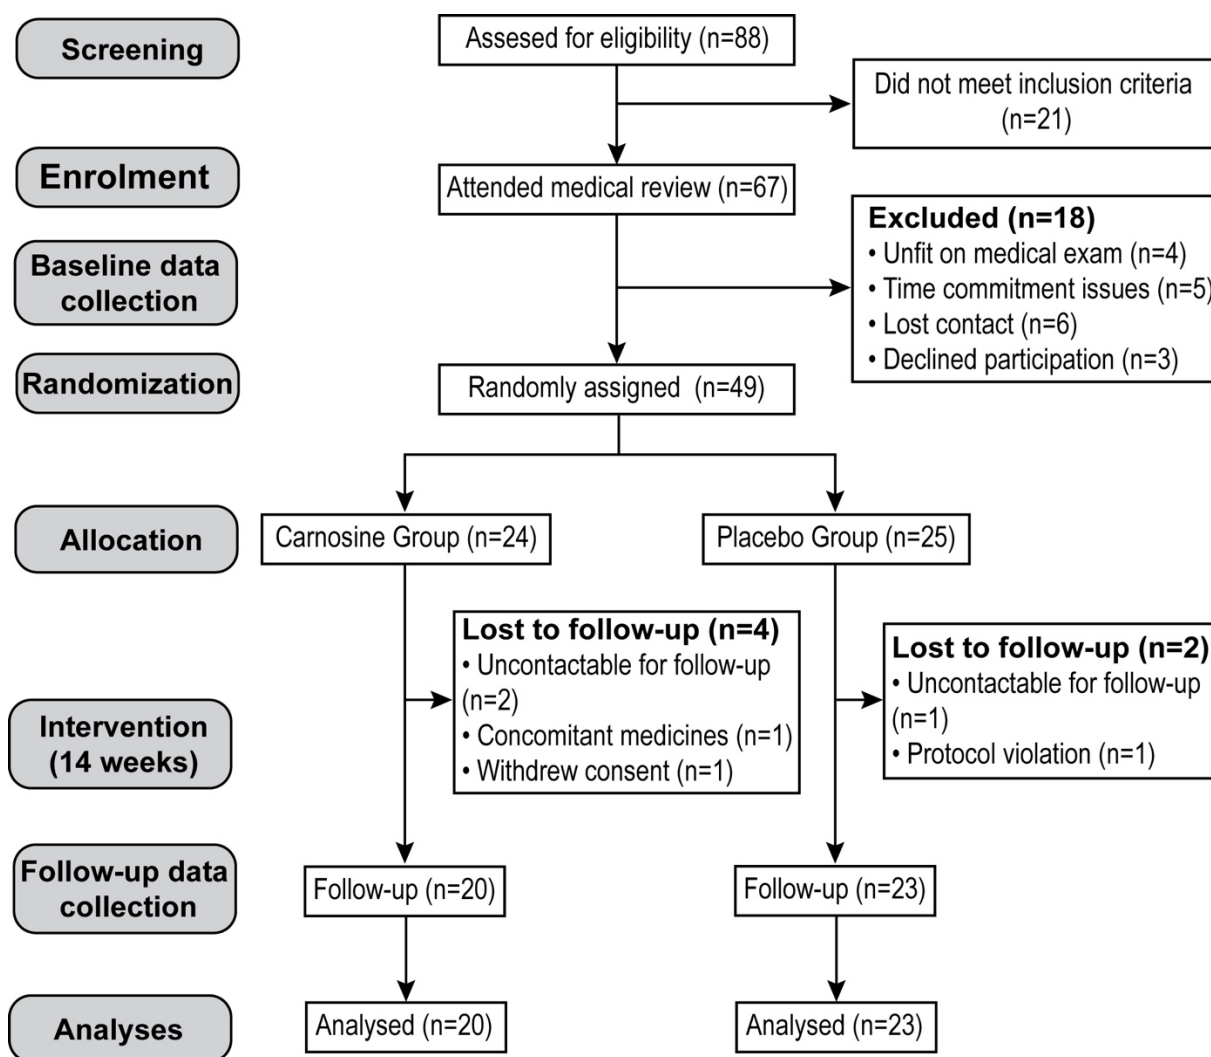 Screening
Assesed for eligibility (n=88)
Did not meet inclusion criteria
(n=21)
Enrolment
Attended medical review (n=67)
Excluded (n=18)
• Unfit on medical exam (n=4)
• Time commitment issues (n=5)
• Lost contact (n=6)
• Declined participation (n=3)
Baseline data
collection
Randomization
Randomly assigned (n=49)
Allocation
Carnosine Group (n=24)
Placebo Group (n=25)
Intervention
(14 weeks)
Lost to follow-up (n=4)
• Uncontactable for follow-up
(n=2)
• Concomitant medicines (n=1)
• Withdrew consent (n=1)
Lost to follow-up (n=2)
• Uncontactable for follow-up
(n=1)
• Protocol violation (n=1)
Follow-up data
collection
Follow-up (n=20)
Follow-up (n=23)
Analyses
Analysed (n=20)
Analysed (n=23)